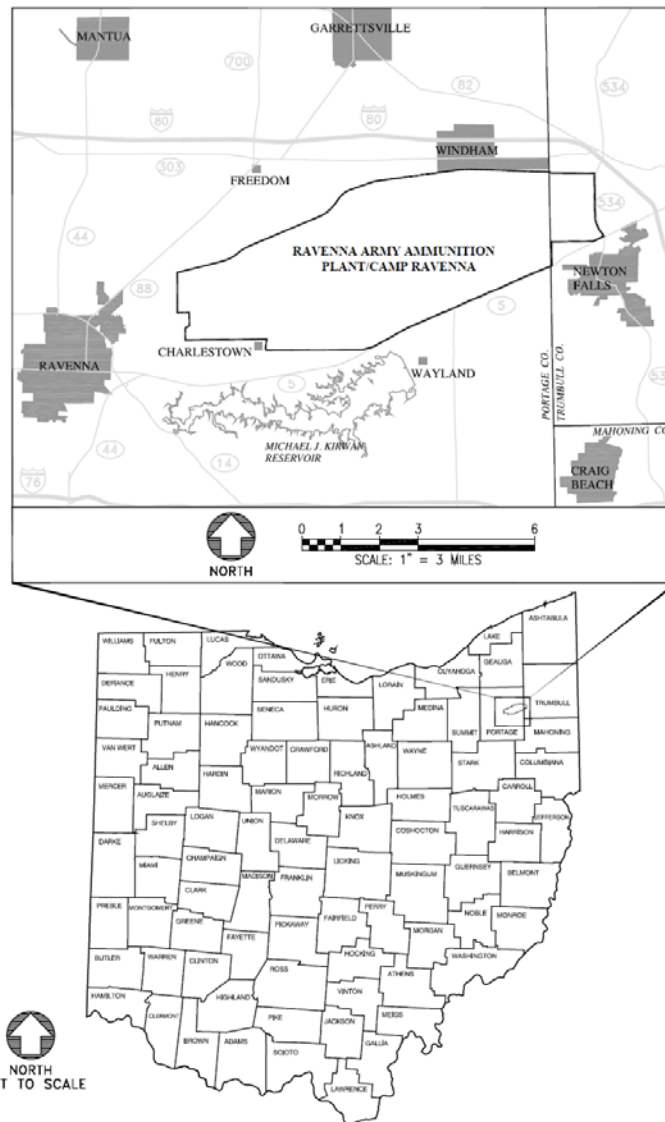 MANTUA
GARRETTSVILLE
700
82
534
80
80
WINDHAM
303
FREEDOM
534
44
RAVENNA ARMY AMMUNITION
PLANT/CAMP RAVENNA
NEWTON
FALLS
88
5
CHARLESTOWN
RAVENNA
WAYLAND
5
PORTAGE CO.
TRUMBULL CO.
MICHAEL J. KIRWAN
RESERVOIR
44
14
76
MAHONING CO
CRAIG
BEACH
53
NORTH
0 1 2 3 6
SCALE: 1" = 3 MILES
ASHTABULA
LAKE
GEAUGA
WILLIAMS
FULTON
LUCAS
OTTAWA
CUYAHOGA
WOOD
HENRY
SANDUSKY
ERIE
LORAIN
TRUMBULL
DEFIANCE
PAULDING
SENECA
HURON
MEDINA
SUMMIT
PORTAGE
MAHONING
PUTNAM
HANCOCK
VAN WERT
WYANDOT
CRAWFORD
ASHLAND
WAYNE
STARK
COLUMBIANA
ALLEN
HARDIN
RICHLAND
CARROLL
MERCER
AUGLAIZE
MARION
MORROW
HOLMES
TUSCARAWAS
JEFFERSON
LOGAN
UNION
KNOX
SHELBY
COSHOCTON
HARRISON
DARKE
DELAWARE
CHAMPAIGN
LICKING
GUERNSEY
BELMONT
MIAMI
MADISON
FRANKLIN
MUSKINGUM
CLARK
PREBLE
MONTGOMERY
PERRY
NOBLE
MONROE
GREENE
FAIRFIELD
PICKAWAY
MORGAN
FAYETTE
BUTLER
WARREN
CLINTON
HOCKING
WASHINGTON
ROSS
ATHENS
HAMILTON
HIGHLAND
VINTON
CLERMONT
PIKE
JACKSON
MEIGS
BROWN
ADAMS
SCIOTO
GALLIA
LAWRENCE
NORTH
T TO SCALE